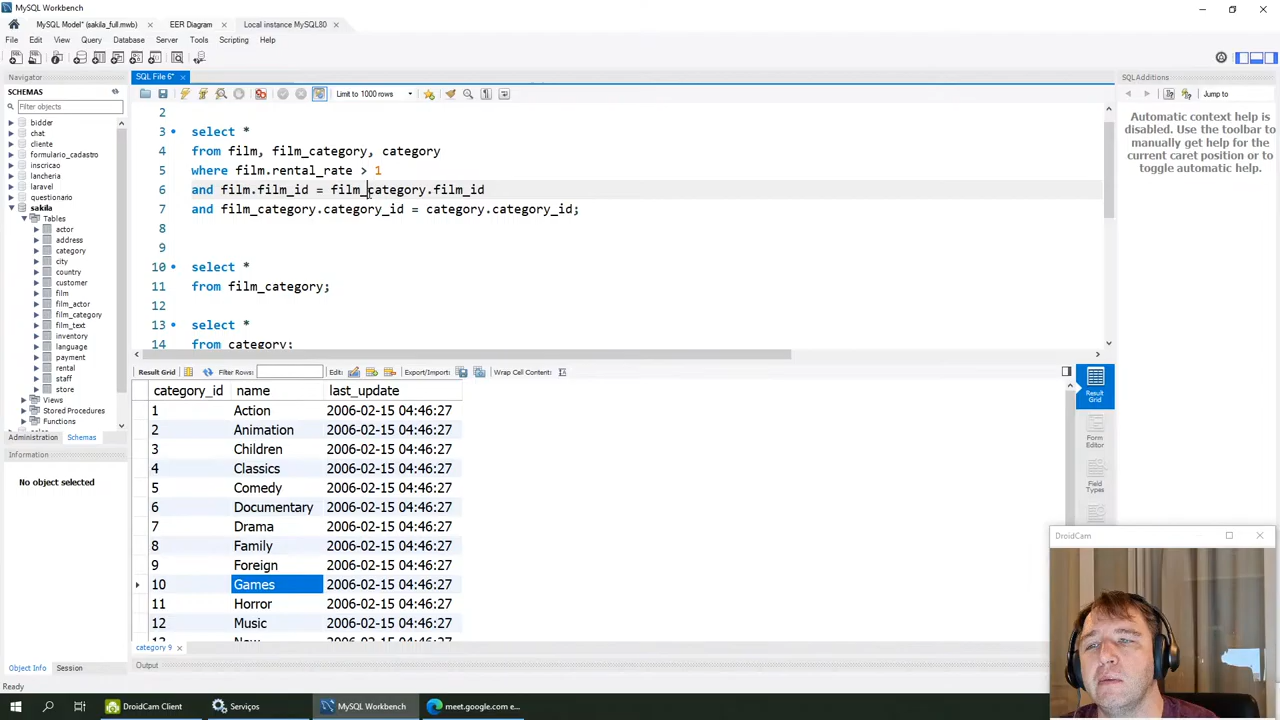 MySQL Workbench
MySQL Model* (sakila_full.mwb) ×
EER Diagram ×
Local instance MySQL80 ×
File Edit View Query Database Server Tools Scripting Help
Navigator
SCHEMAS
Filter objects
bidder
chat
cliente
formulario_cadastro
inscricao
lancheria
laravel
questionario
sakila
Tables
actor
address
category
city
country
customer
film
film_actor
film_category
film_text
inventory
language
payment
rental
staff
store
Views
Stored Procedures
Functions
Administration Schemas
Information
No object selected
Object Info Session
Ready
SQL File 6* ×
Limit to 1000 rows
2
3 select *
4 from film, film_category, category
5 where film.rental_rate > 1
6 and film.film_id = film_category.film_id
7 and film_category.category_id = category.category_id;
8
9
10 select *
11 from film_category;
12
13 select *
14 from category;
Result Grid Filter Rows: Edit: Export/Import: Wrap Cell Content:
category_id name last_update
1 Action 2006-02-15 04:46:27
2 Animation 2006-02-15 04:46:27
3 Children 2006-02-15 04:46:27
4 Classics 2006-02-15 04:46:27
5 Comedy 2006-02-15 04:46:27
6 Documentary 2006-02-15 04:46:27
7 Drama 2006-02-15 04:46:27
8 Family 2006-02-15 04:46:27
9 Foreign 2006-02-15 04:46:27
10 Games 2006-02-15 04:46:27
11 Horror 2006-02-15 04:46:27
12 Music 2006-02-15 04:46:27
category 9 ×
Output
Result
Grid
Form
Editor
Field
Types
SQL Additions
Jump to
Automatic context help is
disabled. Use the toolbar to
manually get help for the
current caret position or to
toggle automatic help.
DroidCam
DroidCam Client
Serviços
MySQL Workbench
meet.google.com e...